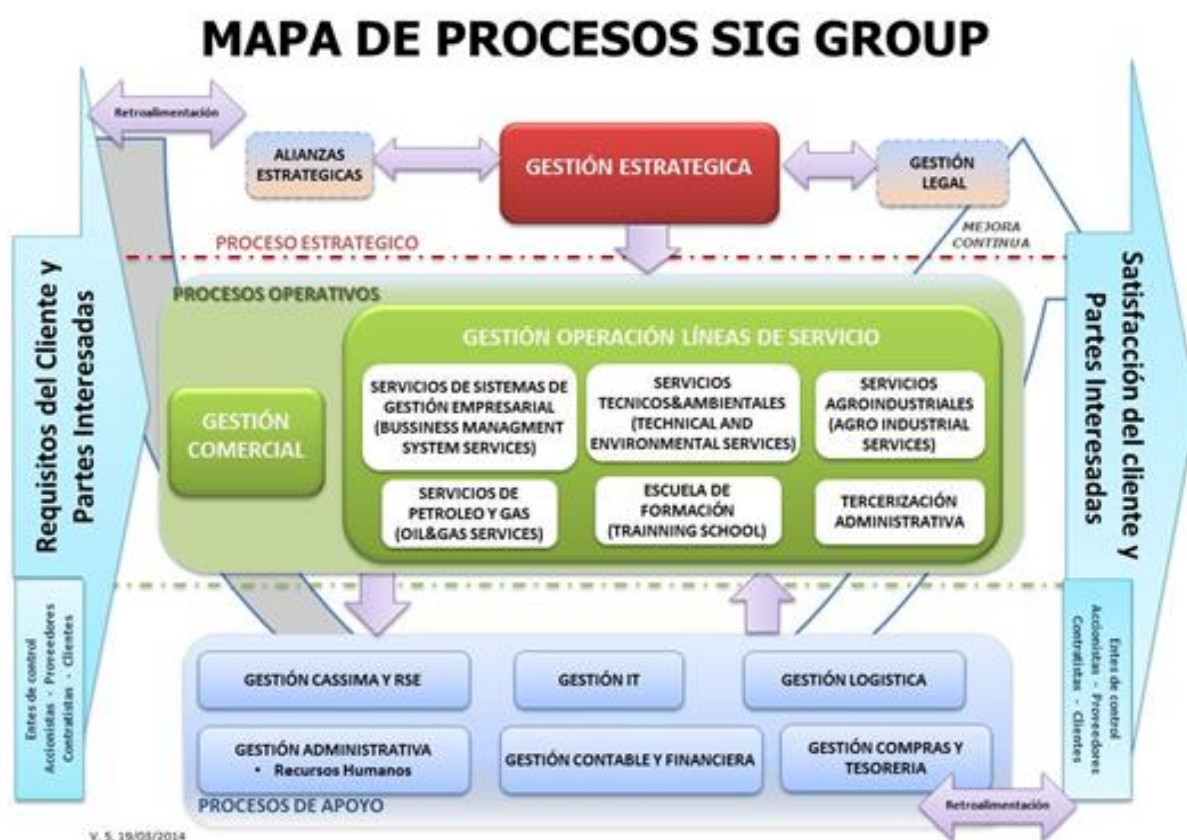 MAPA DE PROCESOS SIG GROUP
Retroalimentación
ALIANZAS
ESTRATEGICAS
GESTIÓN ESTRATEGICA
GESTIÓN
LEGAL
MEJORA
CONTINUA
PROCESO ESTRATEGICO
Requisitos del Cliente y
Partes Interesadas
PROCESOS OPERATIVOS
GESTIÓN
COMERCIAL
GESTIÓN OPERACIÓN LÍNEAS DE SERVICIO
SERVICIOS DE SISTEMAS DE
GESTIÓN EMPRESARIAL
(BUSSINESS MANAGMENT
SYSTEM SERVICES)
SERVICIOS
TECNICOS&AMBIENTALES
(TECHNICAL AND
ENVIRONMENTAL SERVICES)
SERVICIOS
AGROINDUSTRIALES
(AGRO INDUSTRIAL
SERVICES)
SERVICIOS DE
PETROLEO Y GAS
(OIL&GAS SERVICES)
ESCUELA DE
FORMACIÓN
(TRAINNING SCHOOL)
TERCERIZACIÓN
ADMINISTRATIVA
Satisfacción del cliente y
Partes Interesadas
Entes de control
Accionistas - Proveedores
Contratistas - Clientes
GESTIÓN CASSIMA Y RSE
GESTIÓN IT
GESTIÓN LOGISTICA
GESTIÓN ADMINISTRATIVA
• Recursos Humanos
GESTIÓN CONTABLE Y FINANCIERA
GESTIÓN COMPRAS Y
TESORERIA
PROCESOS DE APOYO
Entes de control
Accionistas - Proveedores
Contratistas - Clientes
Retroalimentación
V. 5. 19/03/2014